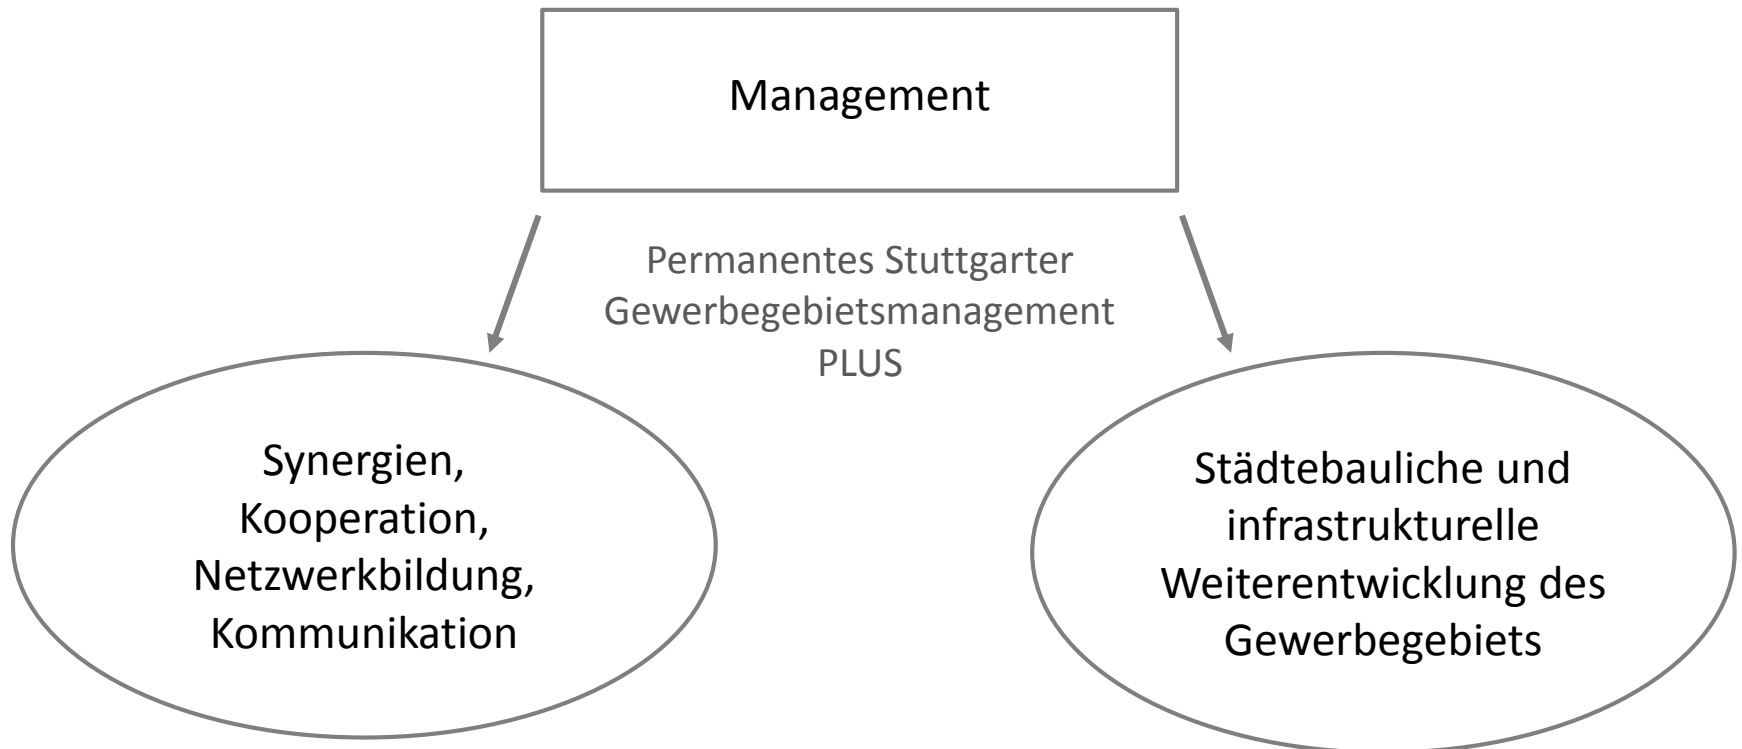 Management
Permanentes Stuttgarter
Gewerbegebietsmanagement
PLUS
Synergien,
Kooperation,
Netzwerkbildung,
Kommunikation
Städtebauliche und
infrastrukturelle
Weiterentwicklung des
Gewerbegebiets